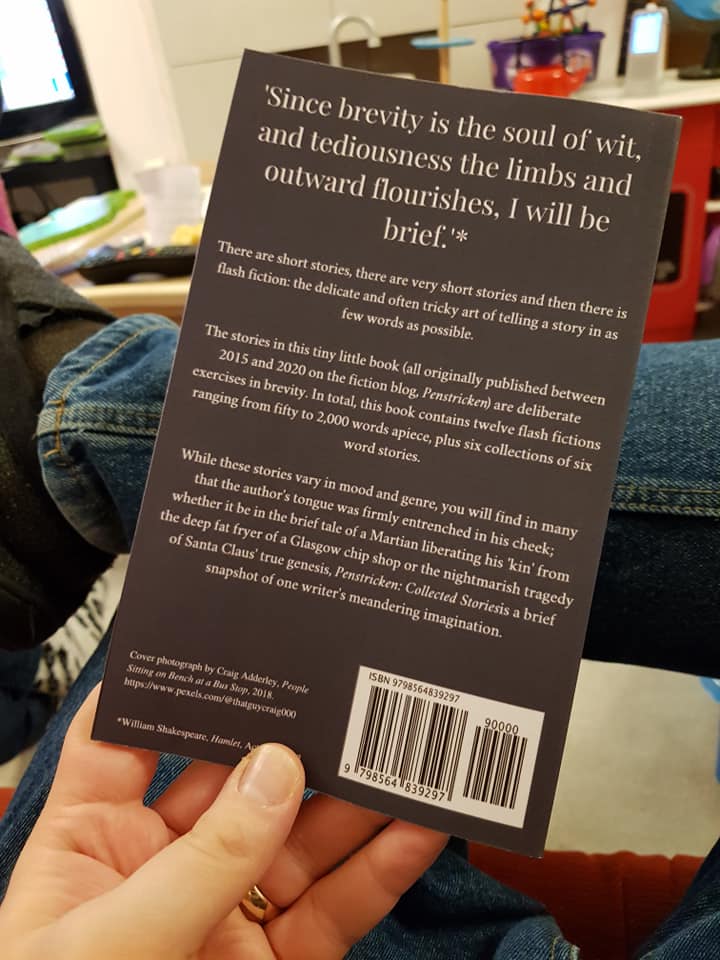 'Since brevity is the soul of wit,
and tediousness the limbs and
outward flourishes, I will be
brief.'*
There are short stories, there are very short stories and then there is
flash fiction: the delicate and often tricky art of telling a story in as
few words as possible.
The stories in this tiny little book (all originally published between
2015 and 2020 on the fiction blog, Penstricken) are deliberate
exercises in brevity. In total, this book contains twelve flash fictions
ranging from fifty to 2,000 words apiece, plus six collections of six
word stories.
While these stories vary in mood and genre, you will find in many
that the author's tongue was firmly entrenched in his cheek;
whether it be in the brief tale of a Martian liberating his 'kin' from
the deep fat fryer of a Glasgow chip shop or the nightmarish tragedy
of Santa Claus' true genesis, Penstricken: Collected Storiesis a brief
snapshot of one writer's meandering imagination.
Cover photograph by Craig Adderley, People
Sitting on Bench at a Bus Stop, 2018.
https://www.pexels.com/@thatguycraig000
*William Shakespeare, Hamlet,
ISBN 9798564839297
90000
9 798564 839297